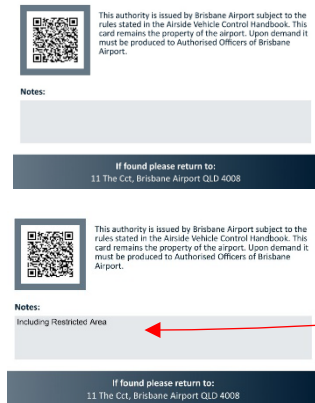 This authority is issued by Brisbane Airport subject to the
rules stated in the Airside Vehicle Control Handbook. This
card remains the property of the airport. Upon demand it
must be produced to Authorised Officers of Brisbane
Airport.
Notes:
If found please return to:
11 The Cct, Brisbane Airport QLD 4008
This authority is issued by Brisbane Airport subject to the
rules stated in the Airside Vehicle Control Handbook. This
card remains the property of the airport. Upon demand it
must be produced to Authorised Officers of Brisbane
Airport.
Notes:
Including Restricted Area
If found please return to:
11 The Cct, Brisbane Airport QLD 4008